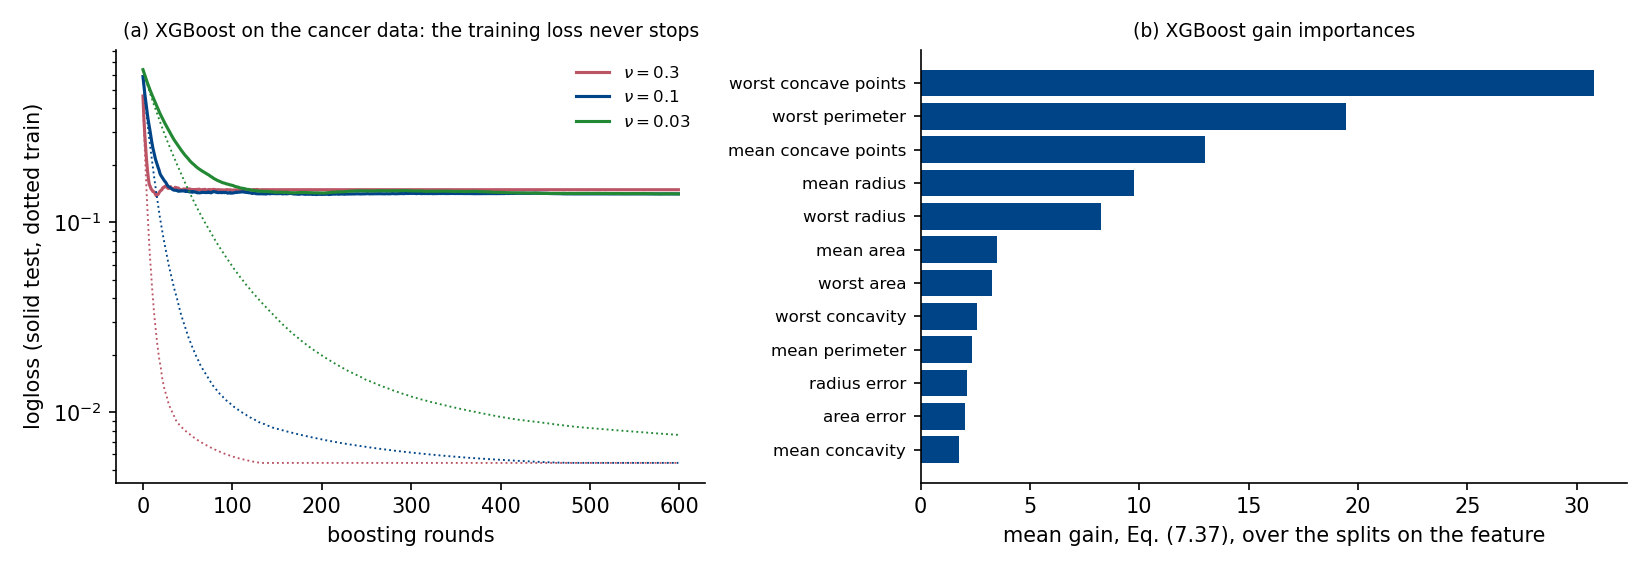 (a) XGBoost on the cancer data: the training loss never stops
logloss (solid test, dotted train)
10⁻¹
10⁻²
ν = 0.3
ν = 0.1
ν = 0.03
0 100 200 300 400 500 600
boosting rounds
(b) XGBoost gain importances
worst concave points
worst perimeter
mean concave points
mean radius
worst radius
mean area
worst area
worst concavity
mean perimeter
radius error
area error
mean concavity
0 5 10 15 20 25 30
mean gain, Eq. (7.37), over the splits on the feature